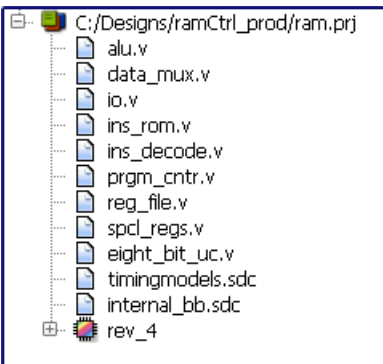 C:/Designs/ramCtrl_prod/ram.prj
alu.v
data_mux.v
io.v
ins_rom.v
ins_decode.v
prgm_cntr.v
reg_file.v
spcl_regs.v
eight_bit_uc.v
timingmodels.sdc
internal_bb.sdc
rev_4